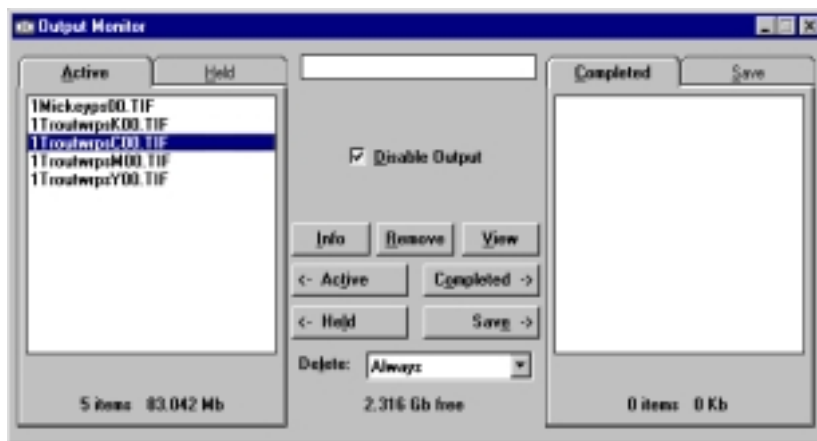 Output Monitor
Active Held
1Mickeyps00.TIF
1TroutwrpsK00.TIF
1TroutwrpsC00.TIF
1TroutwrpsM00.TIF
1TroutwrpsY00.TIF
5 items 83.042 Mb
Disable Output
Info Remove View
<- Active Completed ->
<- Held Save ->
Delete: Always
2.316 Gb free
Completed Save
0 items 0 Kb